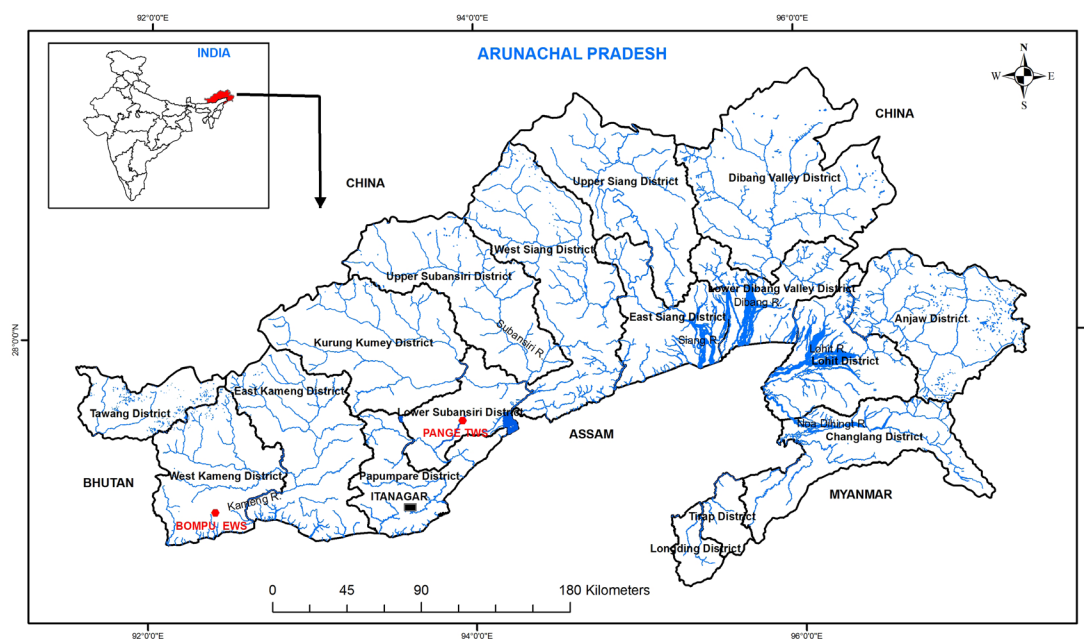 92°0'0"E
94°0'0"E
96°0'0"E
INDIA
ARUNACHAL PRADESH
N
W
E
S
CHINA
CHINA
Upper Siang District
Dibang Valley District
West Siang District
Upper Subansiri District
Lower Dibang Valley District
Dibang R.
East Siang District
Anjaw District
Siang R.
Subansiri R.
28°0'0"N
Kurung Kumey District
Lohit R.
Lohit District
East Kameng District
Tawang District
Lower Subansiri District
PANGE TWS
ASSAM
Noa Dihingi R.
Changlang District
West Kameng District
Papumpare District
BHUTAN
ITANAGAR
MYANMAR
Kameng R.
BOMPU EWS
Tirap District
Longding District
0 45 90 180 Kilometers
92°0'0"E
94°0'0"E
96°0'0"E